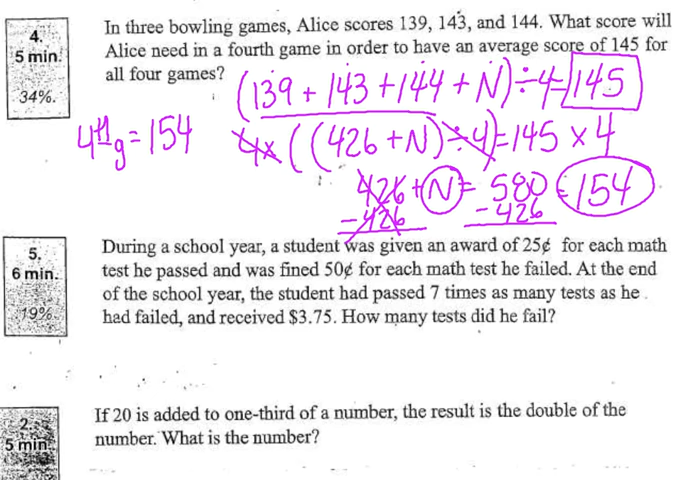 4.
5 min.
34%.
In three bowling games, Alice scores 139, 143, and 144. What score will
Alice need in a fourth game in order to have an average score of 145 for
all four games?
(139 + 143 + 144 + N) ÷ 4 = 145
4th g = 154
4x ((426 + N) ÷ 4) = 145 x 4
426 + N = 580 = 154
- 426 - 426
5.
6 min.
19%
During a school year, a student was given an award of 25¢ for each math
test he passed and was fined 50¢ for each math test he failed. At the end
of the school year, the student had passed 7 times as many tests as he
had failed, and received $3.75. How many tests did he fail?
2.
5 min.
If 20 is added to one-third of a number, the result is the double of the
number. What is the number?